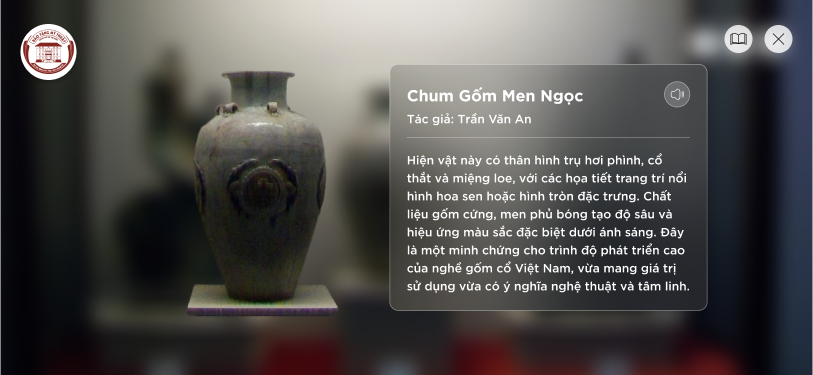 BẢO TÀNG MỸ THUẬT
Chum Gốm Men Ngọc
Tác giả: Trần Văn An
Hiện vật này có thân hình trụ hơi phình, cổ
thắt và miệng loe, với các họa tiết trang trí nổi
hình hoa sen hoặc hình tròn đặc trưng. Chất
liệu gốm cứng, men phủ bóng tạo độ sâu và
hiệu ứng màu sắc đặc biệt dưới ánh sáng. Đây
là một minh chứng cho trình độ phát triển cao
của nghề gốm cổ Việt Nam, vừa mang giá trị
sử dụng vừa có ý nghĩa nghệ thuật và tâm linh.